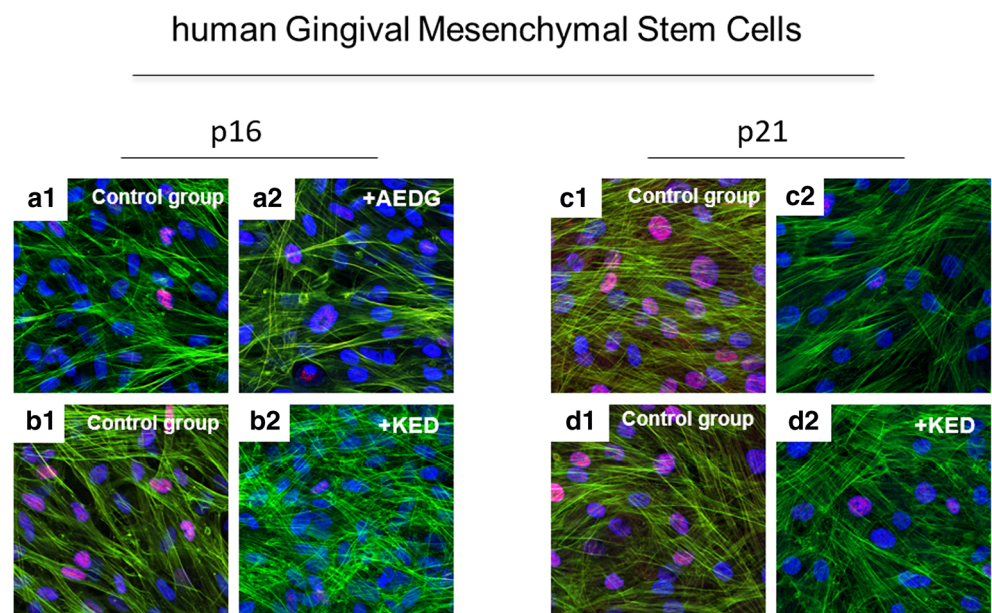 human Gingival Mesenchymal Stem Cells
p16
p21
a1 Control group
a2 +AEDG
c1 Control group
c2
b1 Control group
b2 +KED
d1 Control group
d2 +KED